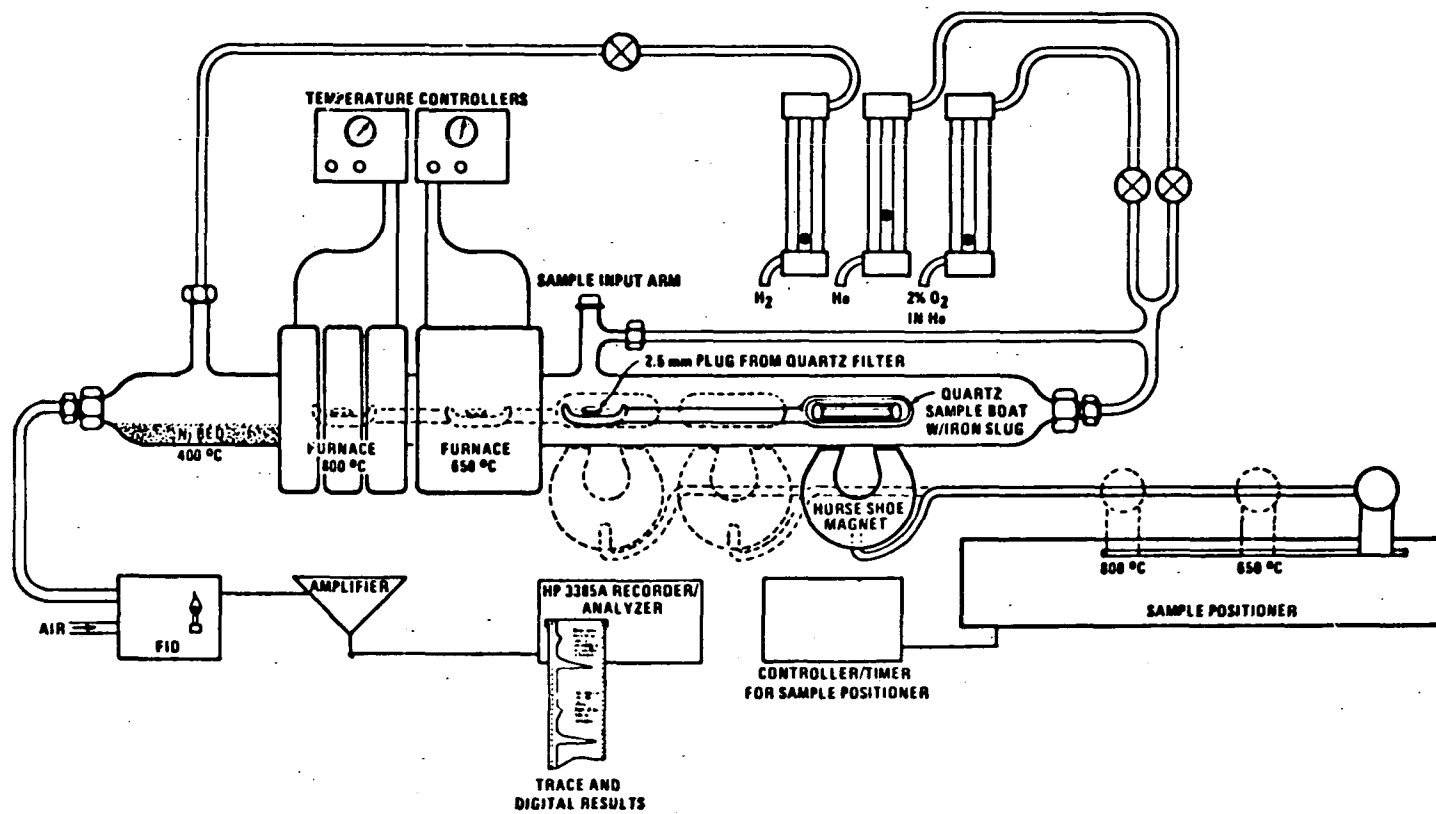 TEMPERATURE CONTROLLERS
SAMPLE INPUT ARM
H2
He
2% O2
IN He
2.5 mm PLUG FROM QUARTZ FILTER
QUARTZ
SAMPLE BOAT
W/IRON SLUG
Ni BED
400 °C
FURNACE
800 °C
FURNACE
650 °C
HORSE SHOE
MAGNET
800 °C
650 °C
SAMPLE POSITIONER
AIR
FID
AMPLIFIER
HP 3385A RECORDER/
ANALYZER
CONTROLLER/TIMER
FOR SAMPLE POSITIONER
TRACE AND
DIGITAL RESULTS